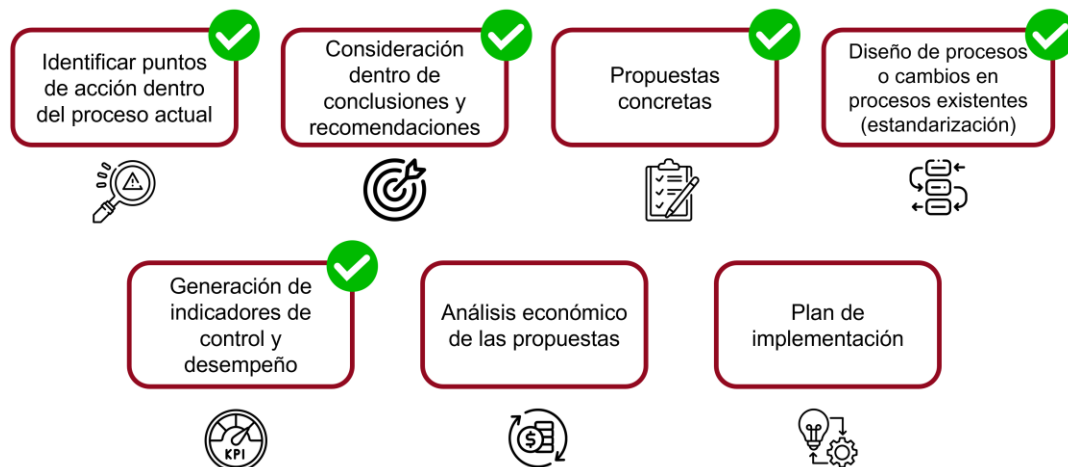 Identificar puntos
de acción dentro
del proceso actual
Consideración
dentro de
conclusiones y
recomendaciones
Propuestas
concretas
Diseño de procesos
o cambios en
procesos existentes
(estandarización)
Generación de
indicadores de
control y
desempeño
Análisis económico
de las propuestas
Plan de
implementación
KPI
$